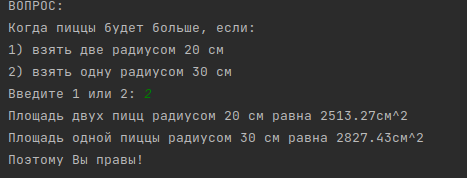 ВОПРОС:
Когда пиццы будет больше, если:
1) взять две радиусом 20 см
2) взять одну радиусом 30 см
Введите 1 или 2: 2
Площадь двух пицц радиусом 20 см равна 2513.27см^2
Площадь одной пиццы радиусом 30 см равна 2827.43см^2
Поэтому Вы правы!